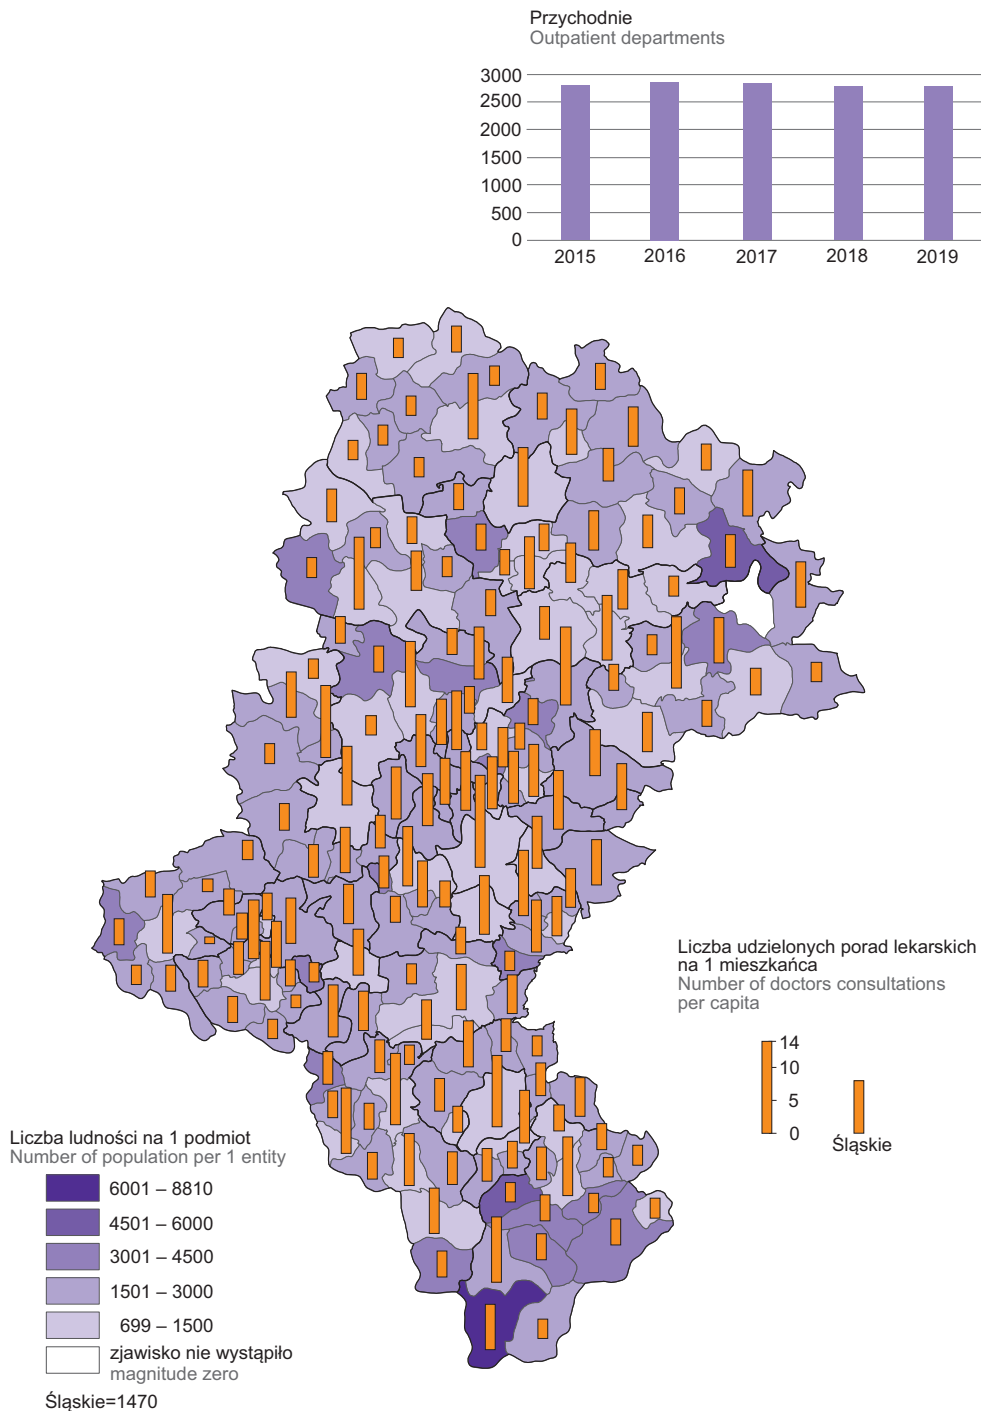 Przychodnie
Outpatient departments
3000
2500
2000
1500
1000
500
0
2015 2016 2017 2018 2019
Liczba udzielonych porad lekarskich
na 1 mieszkańca
Number of doctors consultations
per capita
14
10
5
0
Śląskie
Liczba ludności na 1 podmiot
Number of population per 1 entity
6001 – 8810
4501 – 6000
3001 – 4500
1501 – 3000
699 – 1500
zjawisko nie wystąpiło
magnitude zero
Śląskie=1470